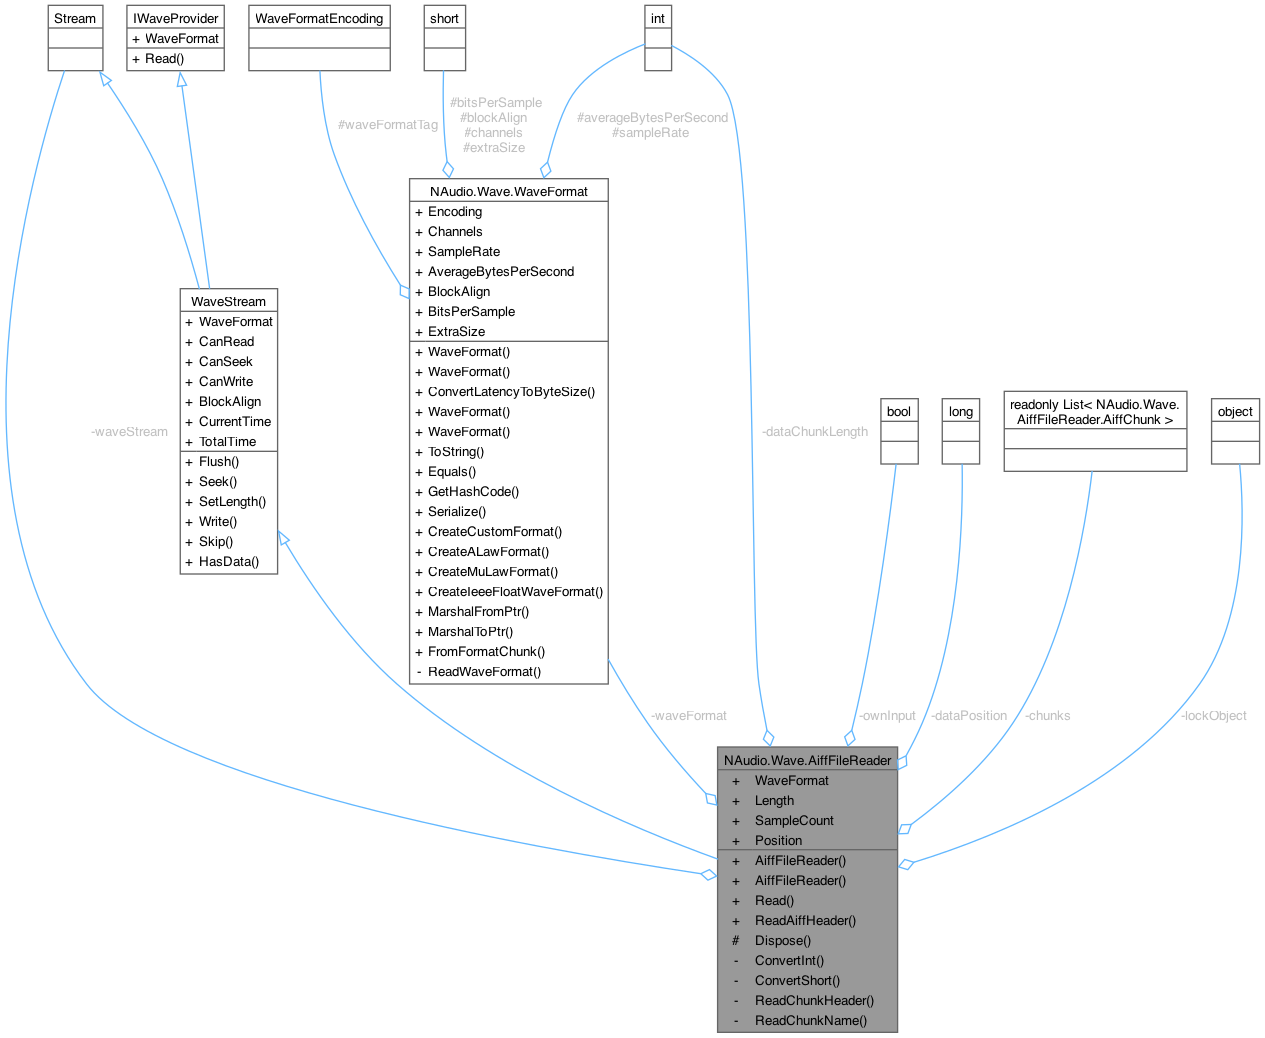 Stream
IWaveProvider
+ WaveFormat
+ Read()
WaveFormatEncoding
short
int
#waveFormatTag
#bitsPerSample
#blockAlign
#channels
#extraSize
#averageBytesPerSecond
#sampleRate
NAudio.Wave.WaveFormat
+ Encoding
+ Channels
+ SampleRate
+ AverageBytesPerSecond
+ BlockAlign
+ BitsPerSample
+ ExtraSize
+ WaveFormat()
+ WaveFormat()
+ ConvertLatencyToByteSize()
+ WaveFormat()
+ WaveFormat()
+ ToString()
+ Equals()
+ GetHashCode()
+ Serialize()
+ CreateCustomFormat()
+ CreateALawFormat()
+ CreateMuLawFormat()
+ CreateIeeeFloatWaveFormat()
+ MarshalFromPtr()
+ MarshalToPtr()
+ FromFormatChunk()
- ReadWaveFormat()
WaveStream
+ WaveFormat
+ CanRead
+ CanSeek
+ CanWrite
+ BlockAlign
+ CurrentTime
+ TotalTime
+ Flush()
+ Seek()
+ SetLength()
+ Write()
+ Skip()
+ HasData()
-waveStream
-dataChunkLength
bool
long
readonly List< NAudio.Wave.
AiffFileReader.AiffChunk >
object
-waveFormat
-ownInput
-dataPosition
-chunks
-lockObject
NAudio.Wave.AiffFileReader
+ WaveFormat
+ Length
+ SampleCount
+ Position
+ AiffFileReader()
+ AiffFileReader()
+ Read()
+ ReadAiffHeader()
# Dispose()
- ConvertInt()
- ConvertShort()
- ReadChunkHeader()
- ReadChunkName()